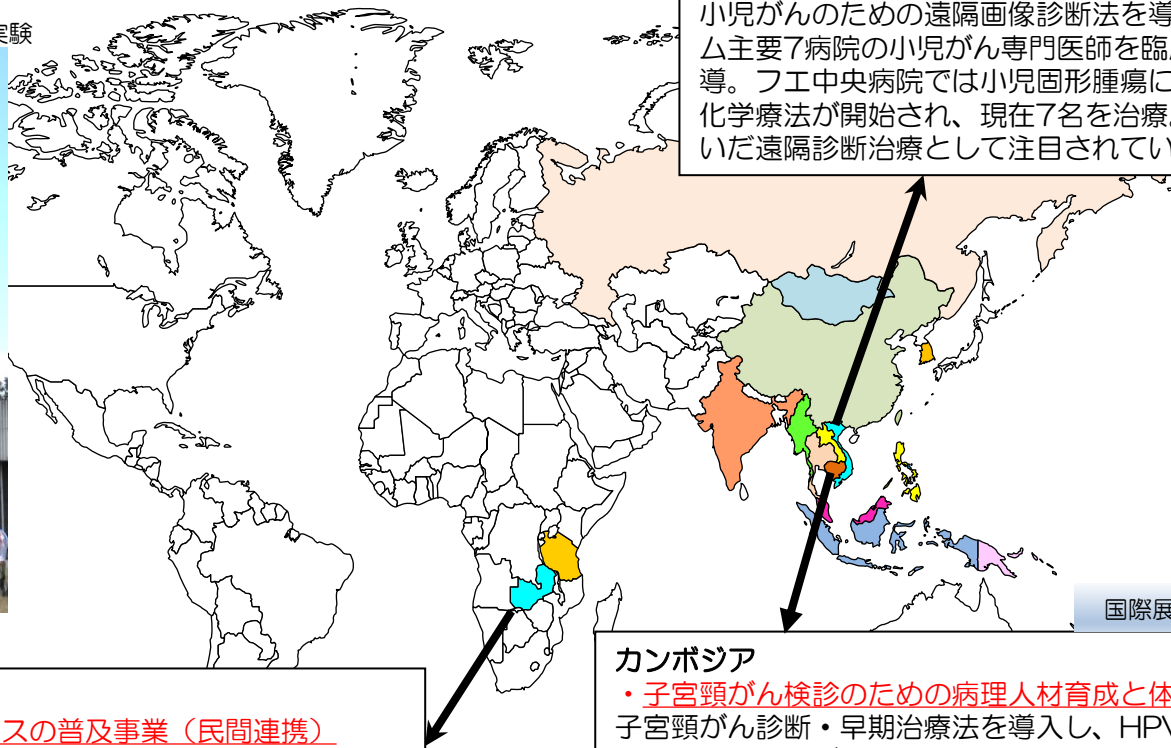 実験
小児がんのための遠隔画像診断法を導
ム主要7病院の小児がん専門医師を臨
導。フエ中央病院では小児固形腫瘍に
化学療法が開始され、現在7名を治療
いだ遠隔診断治療として注目されてい
国際展
カンボジア
・子宮頸がん検診のための病理人材育成と体
子宮頸がん診断・早期治療法を導入し、HPV
スの普及事業（民間連携）